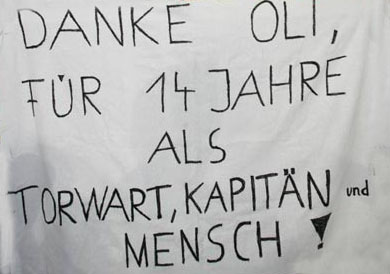 DANKE OLI,
FÜR 14 JAHRE
ALS
TORWART, KAPITÄN und
MENSCH!